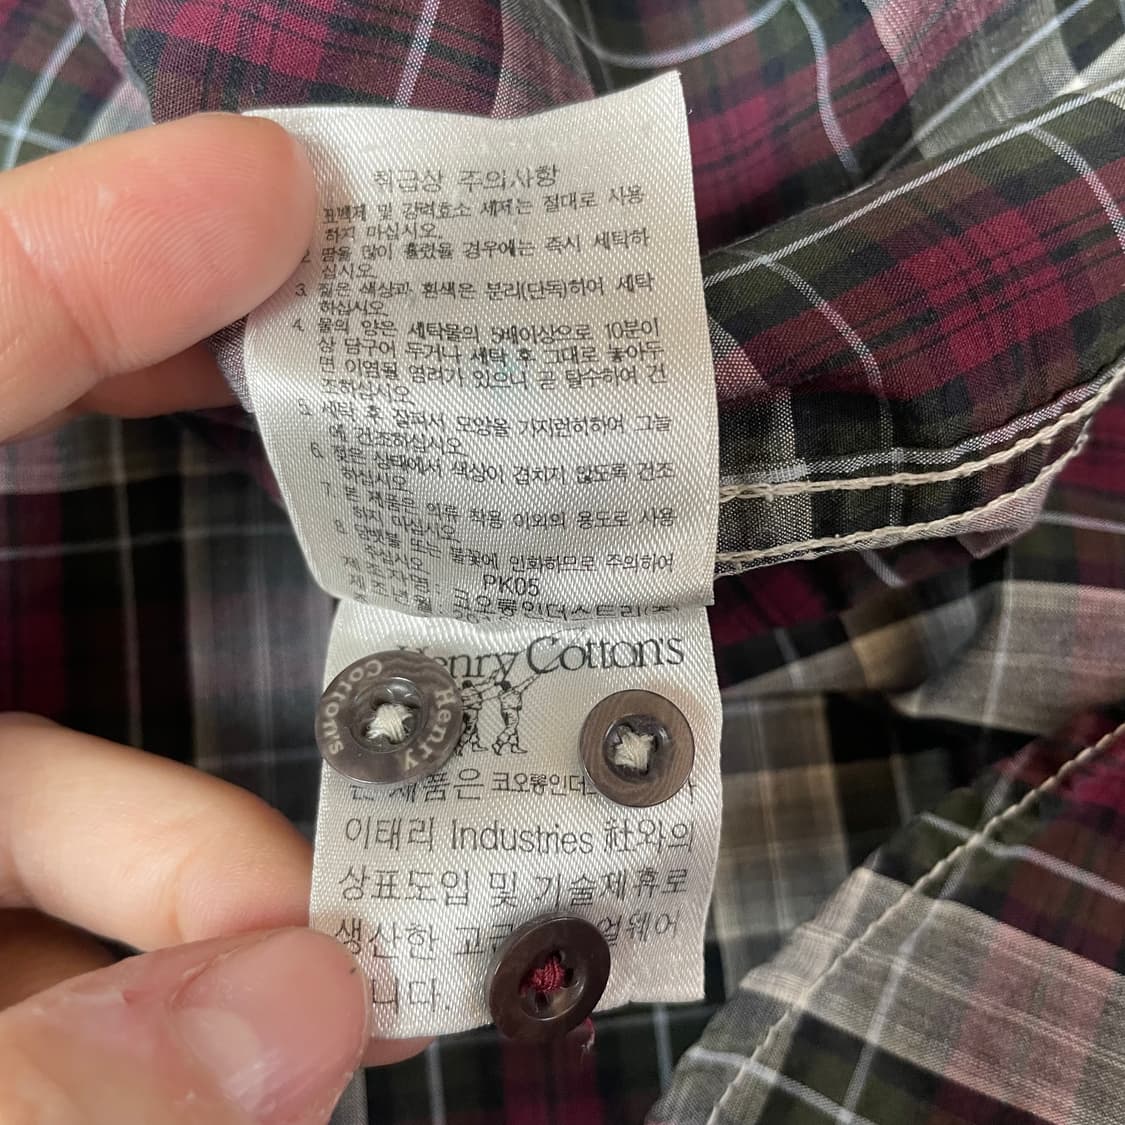 취급상 주의사항
표백제 및 강력효소 세제는 절대로 사용
하지 마십시오.
2. 땀을 많이 흘렸을 경우에는 즉시 세탁하
십시오.
3. 짙은 색상과 흰색은 분리(단독)하여 세탁
하십시오.
4. 물의 양은 세탁물의 5배이상으로 10분이
상 담구어 두거나 세탁 후 그대로 놓아두
면 이염될 염려가 있으니 곧 탈수하여 건
조하십시오.
5. 세탁 후 잘펴서 모양을 가지런히하여 그늘
에 건조하십시오.
6. 젖은 상태에서 색상이 겹치지 않도록 건조
하십시오.
7. 본 제품은 의류 착용 이외의 용도로 사용
하지 마십시오.
8. 또는 불꽃에 인화하므로 주의하여
PK05
코오롱인더스트리(주)
Henry Cotton's
Henry Cottons
본 제품은 코오롱인더
이태리 Industries 社와의
상표도입 및 기술제휴로
생산한
니다.